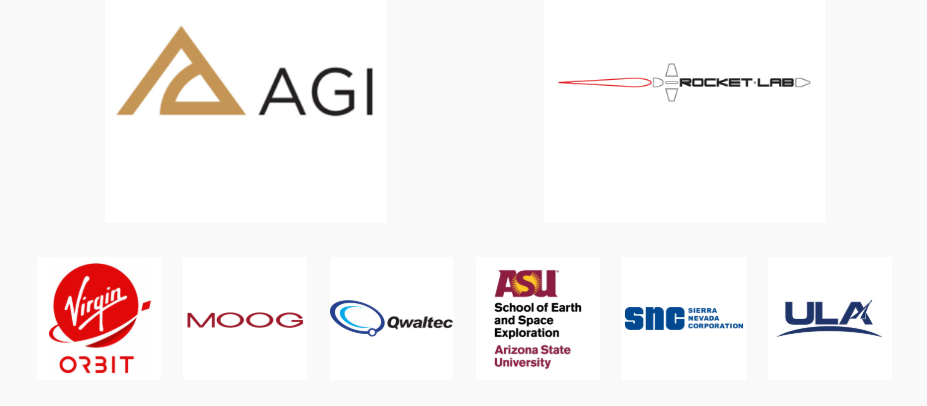 AGI
ROCKET LAB
Virgin
ORBIT
MOOG
Qwaltec
ASU
School of Earth
and Space
Exploration
Arizona State
University
snc
SIERRA
NEVADA
CORPORATION
ULA